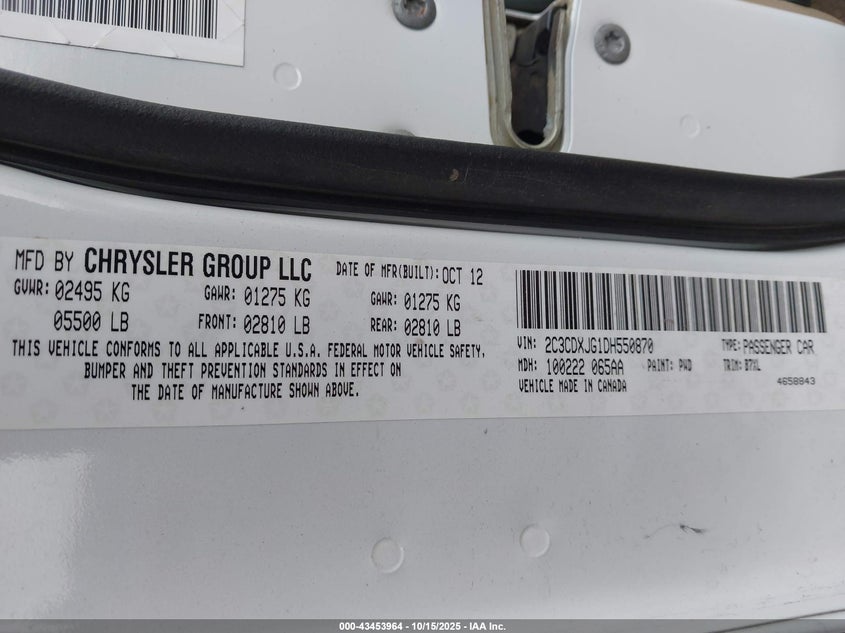 MFD BY CHRYSLER GROUP LLC DATE OF MFR(BUILT): OCT 12
GVWR: 02495 KG GAWR: 01275 KG GAWR: 01275 KG
05500 LB FRONT: 02810 LB REAR: 02810 LB
THIS VEHICLE CONFORMS TO ALL APPLICABLE U.S.A. FEDERAL MOTOR VEHICLE SAFETY,
BUMPER AND THEFT PREVENTION STANDARDS IN EFFECT ON
THE DATE OF MANUFACTURE SHOWN ABOVE.
VIN: 2C3CDXJG1DH550870 TYPE: PASSENGER CAR
MDH: 100222 065AA PAINT: PWD TRIM: B7XL
VEHICLE MADE IN CANADA 4658843
000-43453964 - 10/15/2025 - IAA Inc.